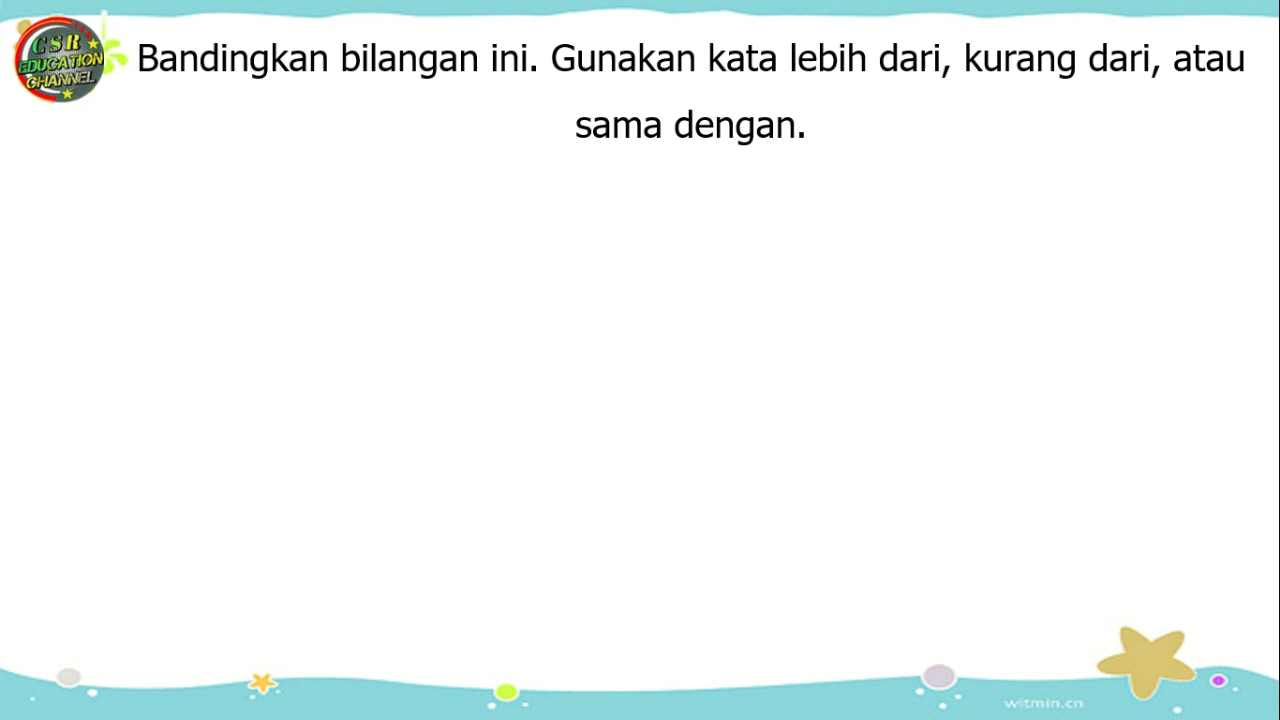 CSR
EDUCATION
CHANNEL
Bandingkan bilangan ini. Gunakan kata lebih dari, kurang dari, atau
sama dengan.
witmin.cn